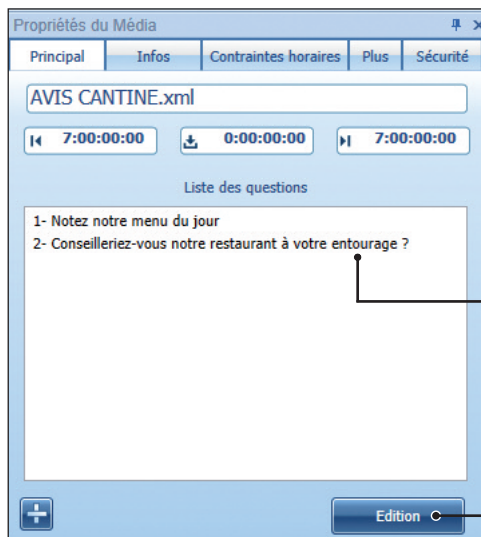 Propriétés du Média
Principal Infos Contraintes horaires Plus Sécurité
AVIS CANTINE.xml
7:00:00:00 0:00:00:00 7:00:00:00
Liste des questions
1- Notez notre menu du jour
2- Conseilleriez-vous notre restaurant à votre entourage ?
Edition